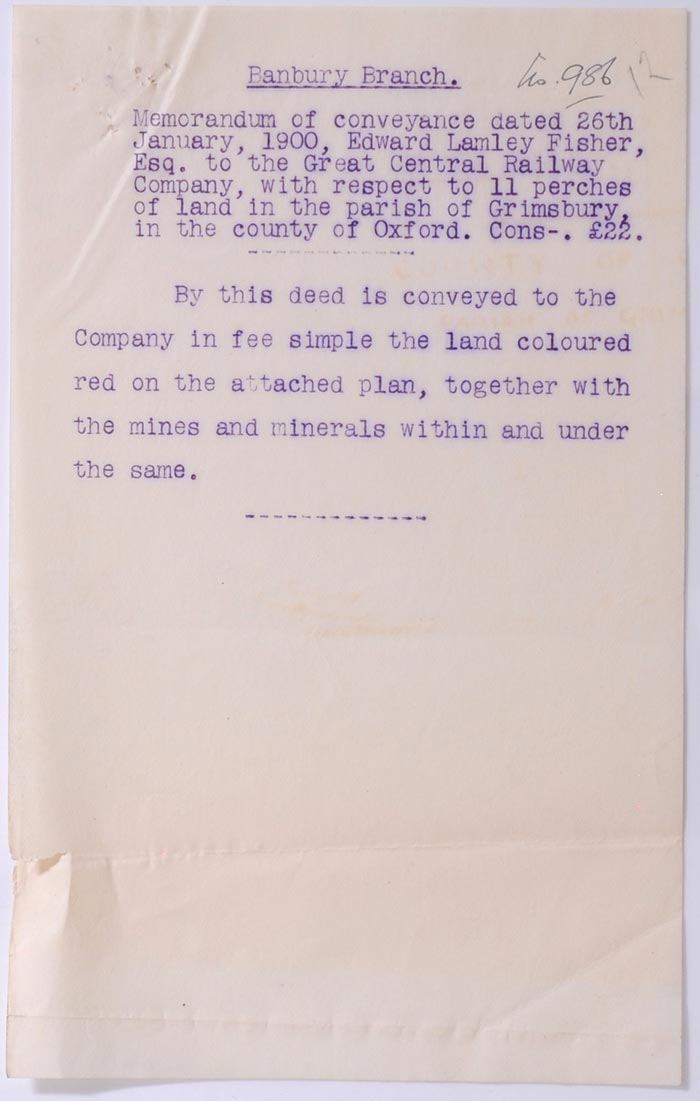 Banbury Branch.
No. 986
Memorandum of conveyance dated 26th
January, 1900, Edward Lamley Fisher,
Esq. to the Great Central Railway
Company, with respect to 11 perches
of land in the parish of Grimsbury,
in the county of Oxford. Cons-. £22.
By this deed is conveyed to the
Company in fee simple the land coloured
red on the attached plan, together with
the mines and minerals within and under
the same.